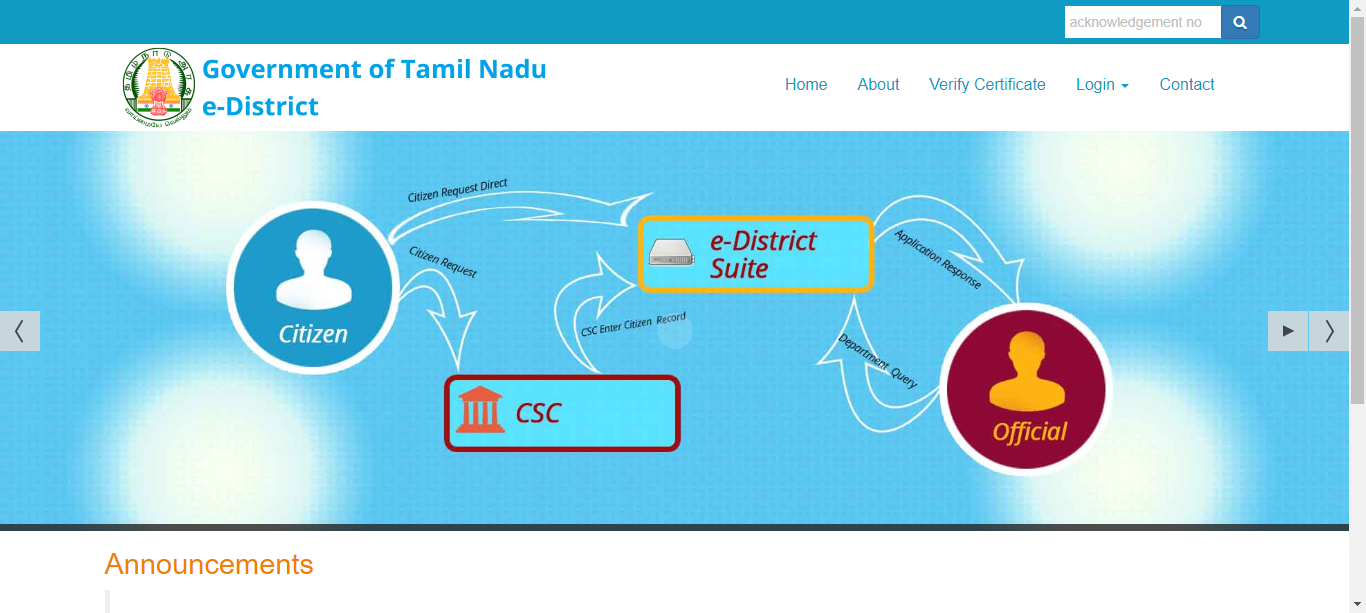 acknowledgement no
Government of Tamil Nadu
e-District
Home About Verify Certificate Login Contact
Citizen Request Direct
Citizen Request
e-District
Suite
Application Response
CSC Enter Citizen Record
Citizen
Department Query
CSC
Official
Announcements